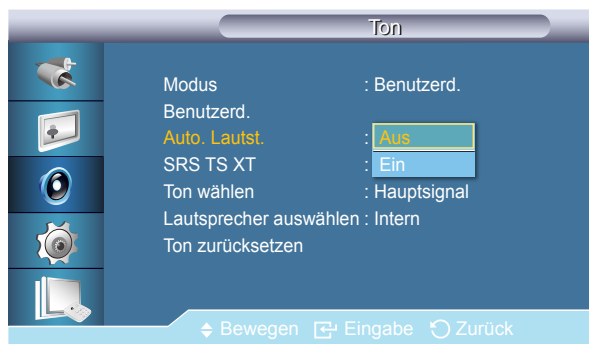 Ton
Modus : Benutzerd.
Benutzerd.
Auto. Lautst. : Aus
SRS TS XT : Ein
Ton wählen : Hauptsignal
Lautsprecher auswählen : Intern
Ton zurücksetzen
Bewegen Eingabe Zurück